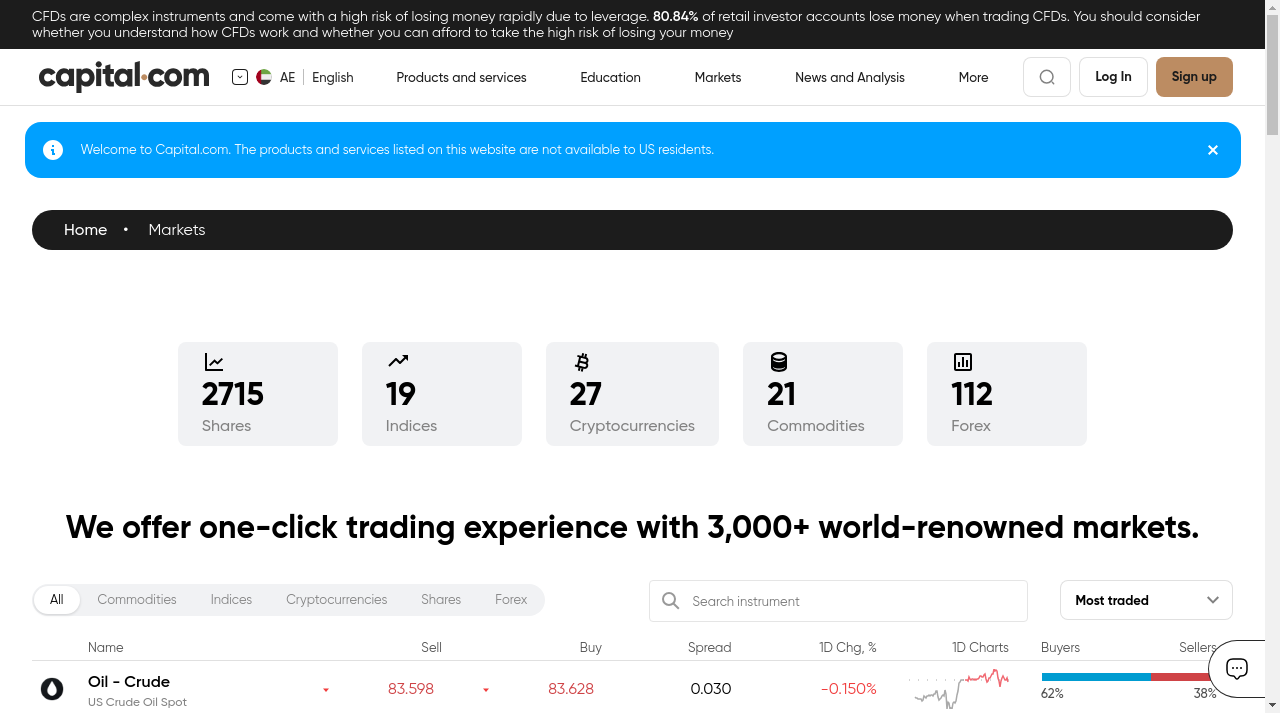 CFDs are complex instruments and come with a high risk of losing money rapidly due to leverage. 80.84% of retail investor accounts lose money when trading CFDs. You should consider
whether you understand how CFDs work and whether you can afford to take the high risk of losing your money
capital.com AE English Products and services Education Markets News and Analysis More Log In Sign up
Welcome to Capital.com. The products and services listed on this website are not available to US residents.
Home • Markets
2715 19 27 21 112
Shares Indices Cryptocurrencies Commodities Forex
We offer one-click trading experience with 3,000+ world-renowned markets.
All Commodities Indices Cryptocurrencies Shares Forex Search instrument Most traded
Name Sell Buy Spread 1D Chg, % 1D Charts Buyers Sellers
Oil - Crude 83.598 83.628 0.030 -0.150%
US Crude Oil Spot 62% 38%